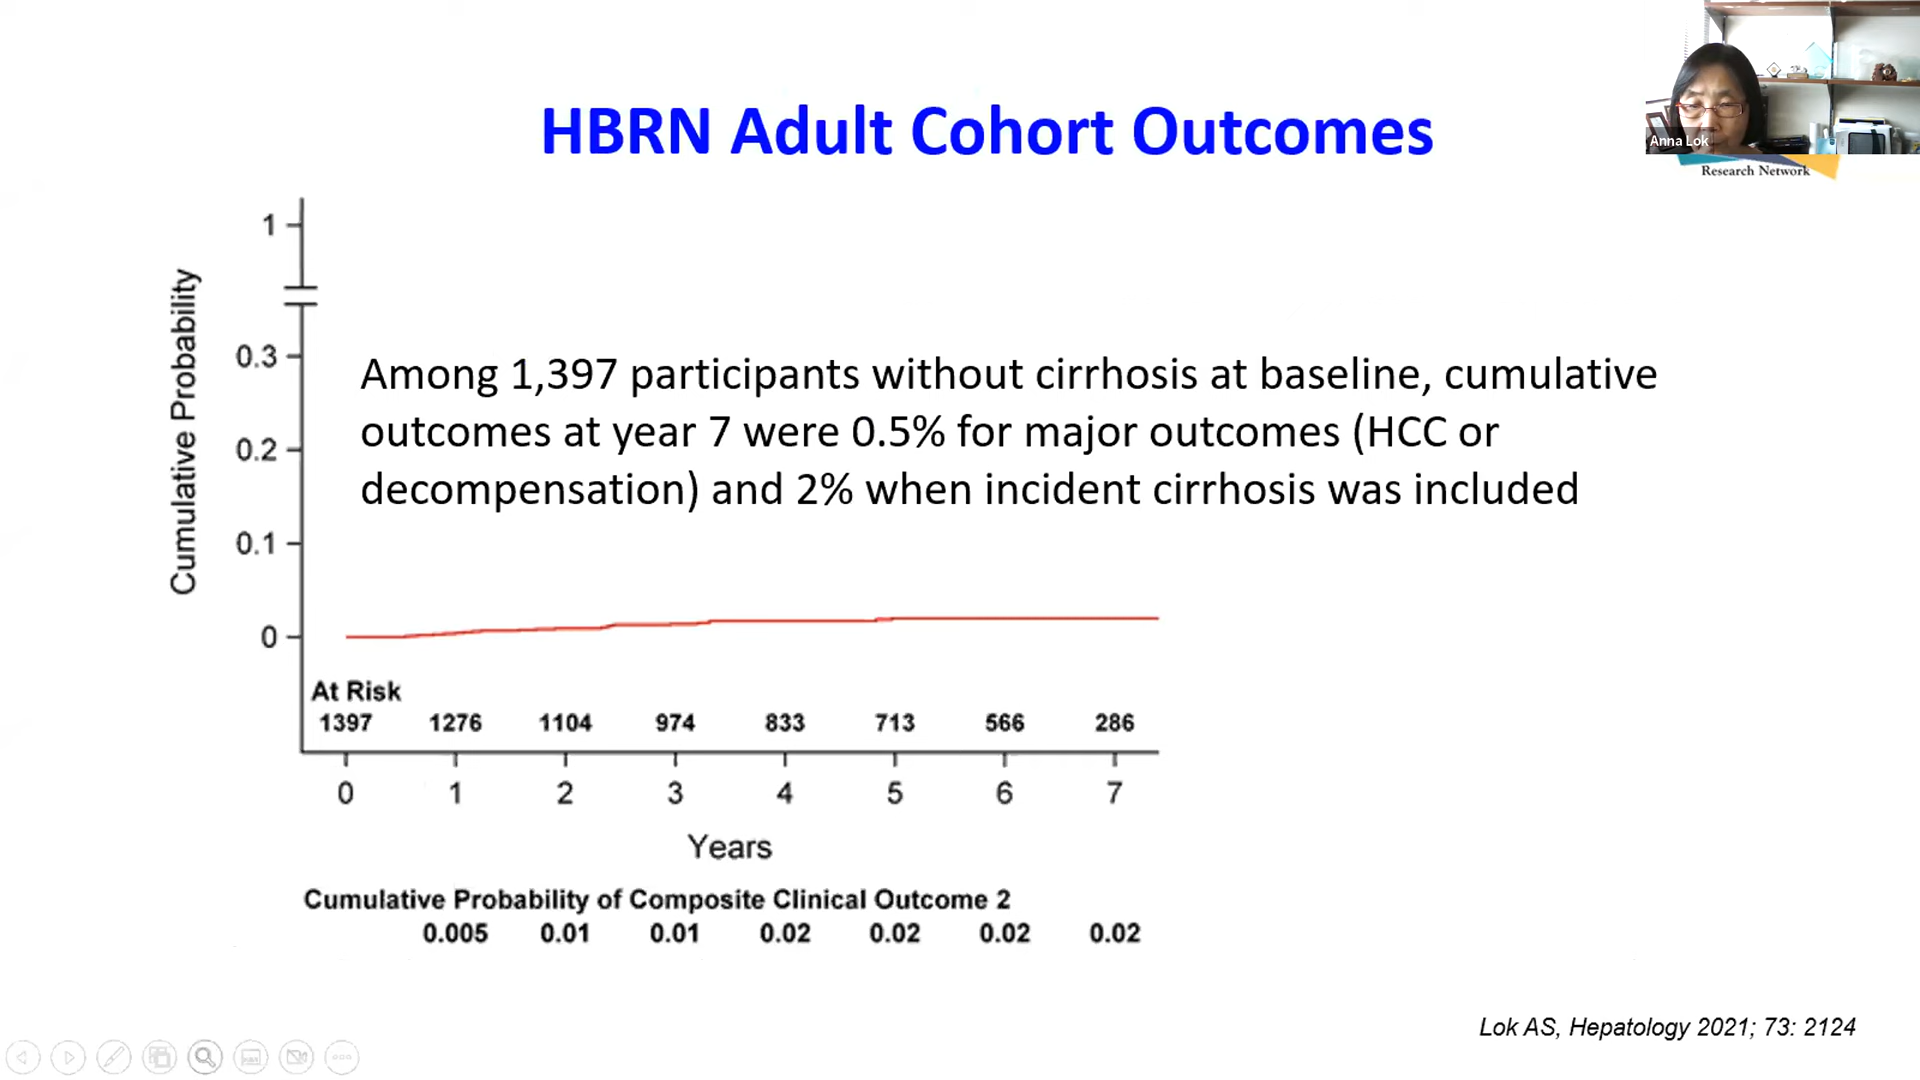 HBRN Adult Cohort Outcomes
Anna Lok
Research Network
Cumulative Probability
1
0.3
0.2
0.1
0
Among 1,397 participants without cirrhosis at baseline, cumulative
outcomes at year 7 were 0.5% for major outcomes (HCC or
decompensation) and 2% when incident cirrhosis was included
At Risk
1397 1276 1104 974 833 713 566 286
0 1 2 3 4 5 6 7
Years
Cumulative Probability of Composite Clinical Outcome 2
0.005 0.01 0.01 0.02 0.02 0.02 0.02
Lok AS, Hepatology 2021; 73: 2124